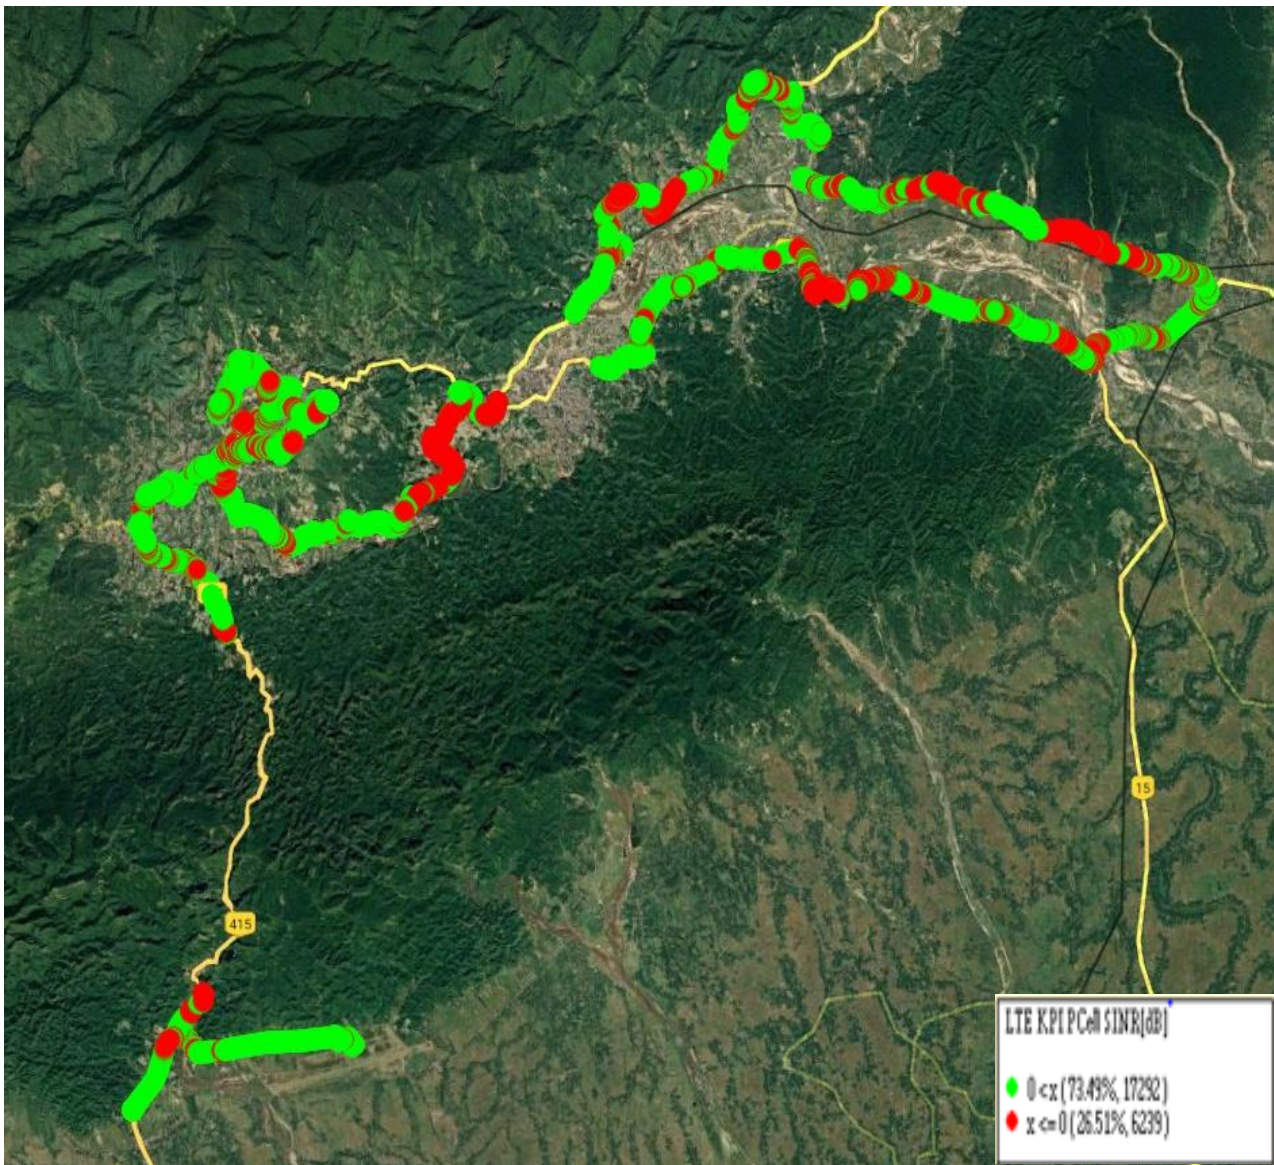 15
415
LTE KPI PCell SINR[dB]
0 < x (73.49%, 17292)
x <= 0 (26.51%, 6239)